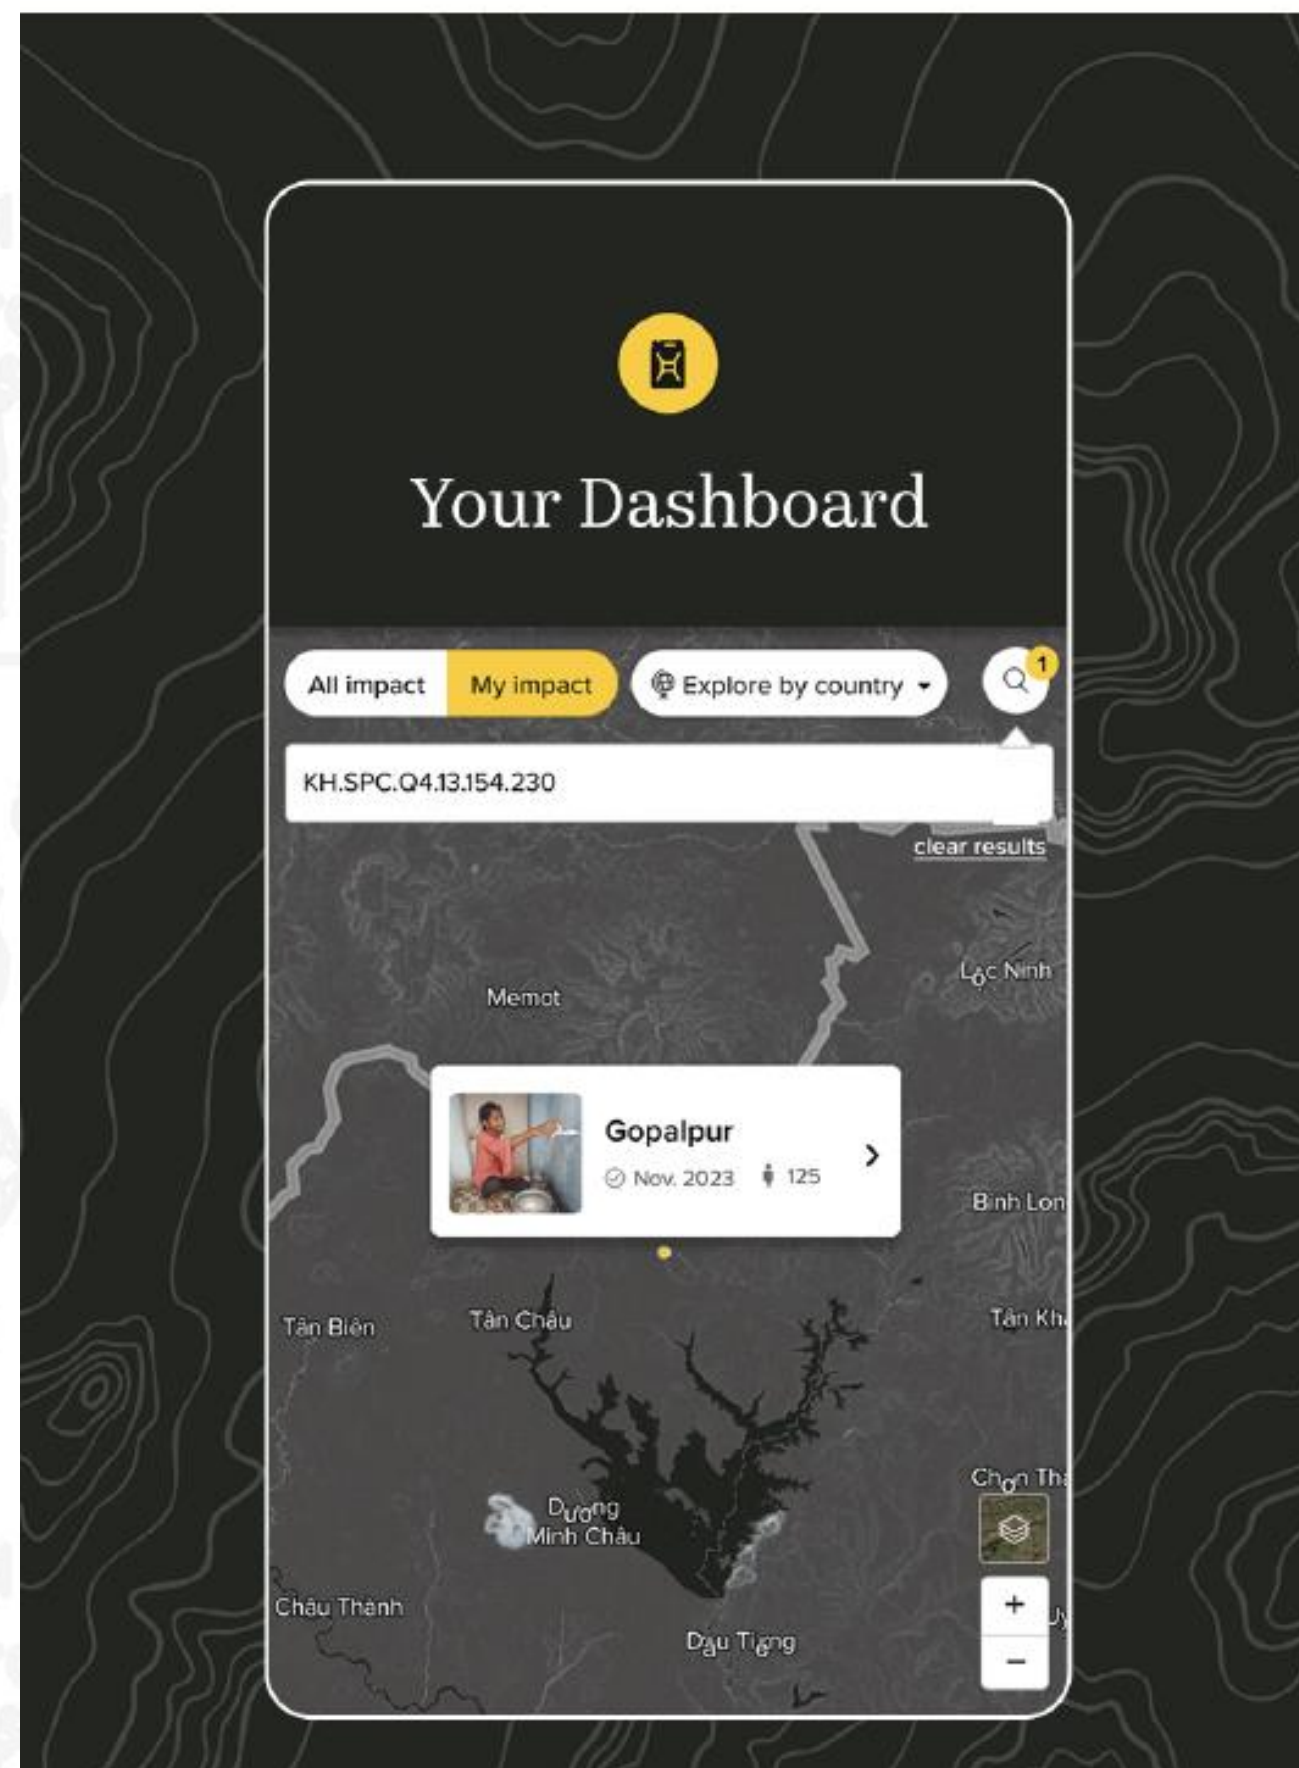 Your Dashboard
All impact
My impact
Explore by country
1
KH.SPC.Q4.13.154.230
clear results
Lộc Ninh
Memot
Gopalpur
Nov. 2023
125
Bình Lon
Tân Biên
Tân Châu
Tân Kh
Chơn Th
Dương
Minh Châu
Châu Thành
+
Uy
Dầu Tiếng
−